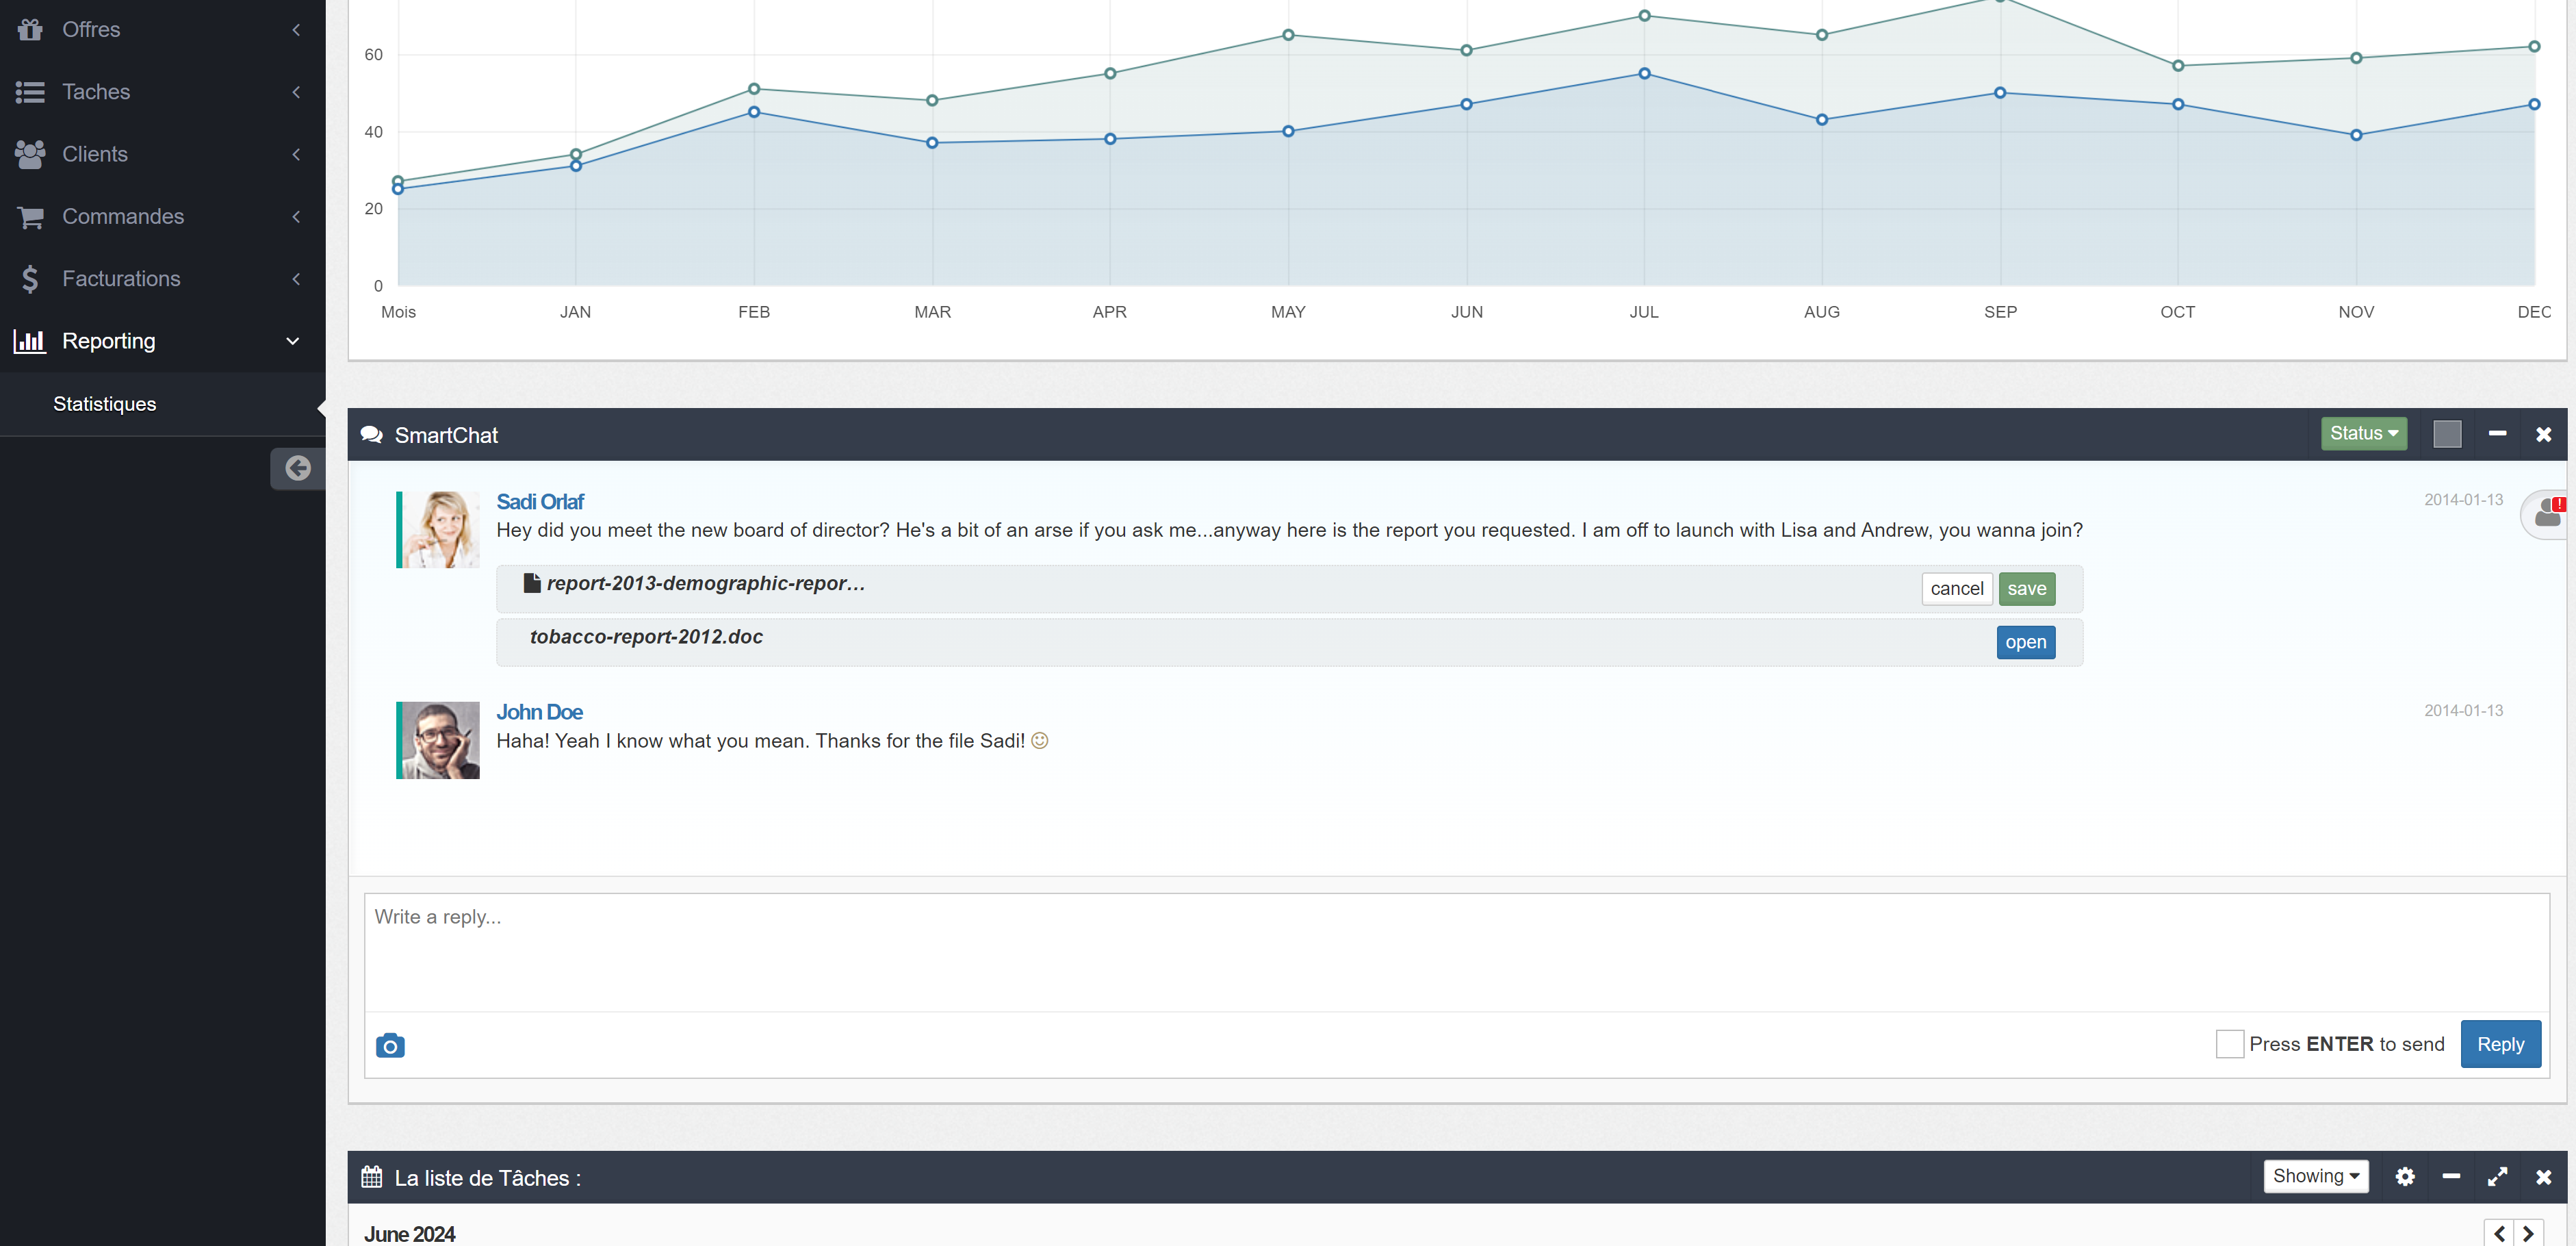 Offres
Taches
Clients
Commandes
Facturations
Reporting
Statistiques
60
40
20
0
Mois JAN FEB MAR APR MAY JUN JUL AUG SEP OCT NOV DEC
SmartChat
Status
Sadi Orlaf
2014-01-13
!
Hey did you meet the new board of director? He's a bit of an arse if you ask me...anyway here is the report you requested. I am off to launch with Lisa and Andrew, you wanna join?
report-2013-demographic-repor...
cancel save
tobacco-report-2012.doc
open
John Doe
2014-01-13
Haha! Yeah I know what you mean. Thanks for the file Sadi!
Write a reply...
Press ENTER to send
Reply
La liste de Tâches :
Showing
June 2024